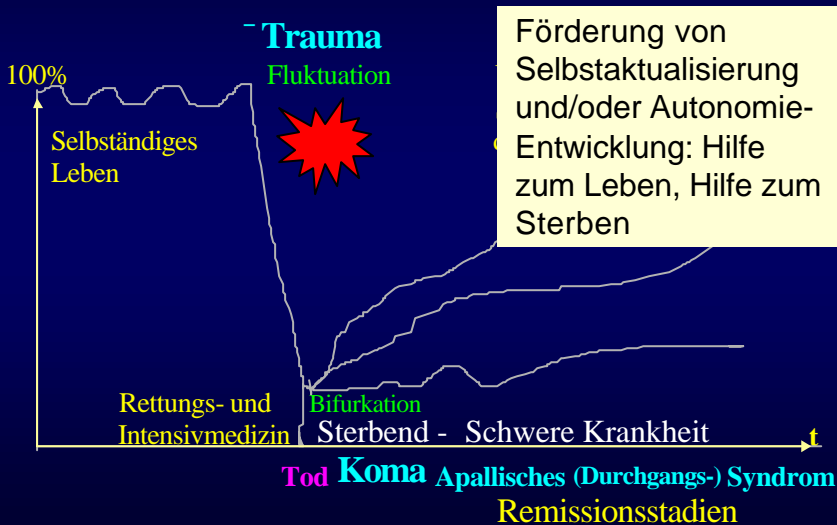 Trauma
Fluktuation
100%
Selbständiges
Leben
Förderung von
Selbstaktualisierung
und/oder Autonomie-
Entwicklung: Hilfe
zum Leben, Hilfe zum
Sterben
Rettungs- und
Intensivmedizin
Bifurkation
Sterbend - Schwere Krankheit
t
Tod Koma Apallisches (Durchgangs-) Syndrom
Remissionsstadien